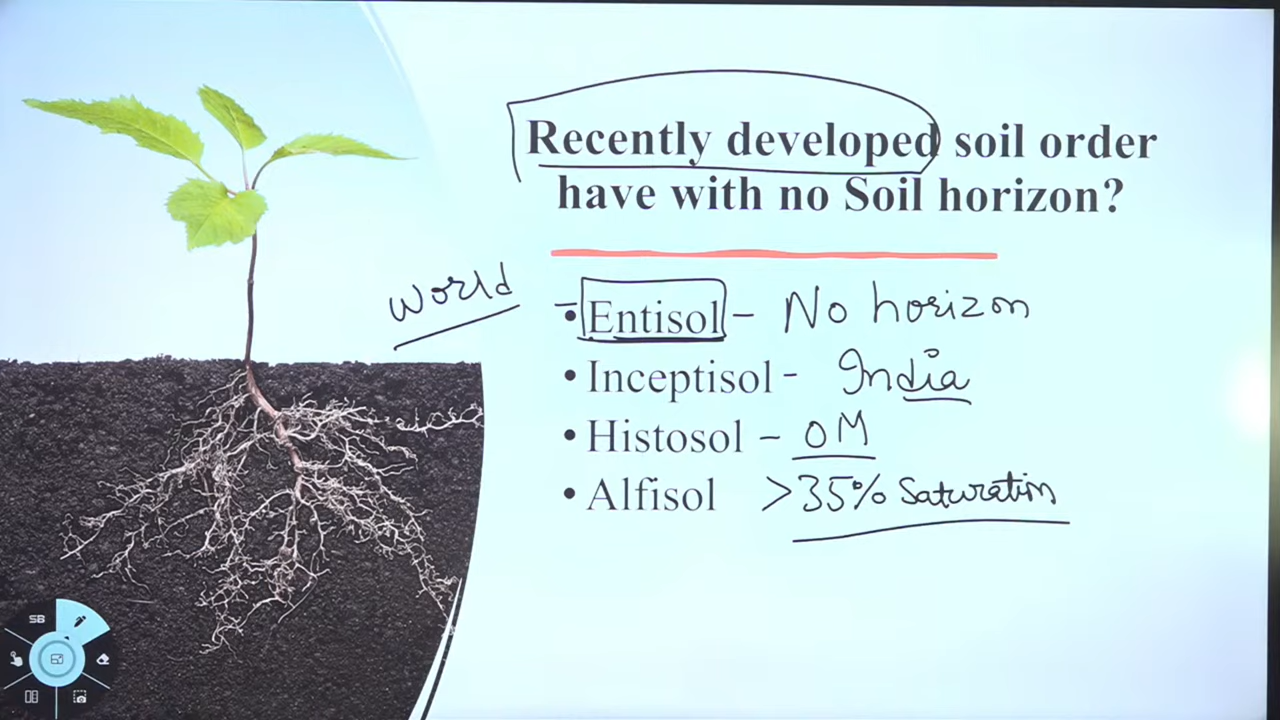 Recently developed soil order
have with no Soil horizon?
World
• Entisol – No horizon
• Inceptisol - India
• Histosol – OM
• Alfisol >35% Saturation
SB